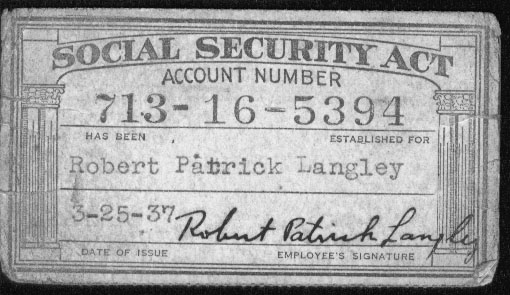 SOCIAL SECURITY ACT
ACCOUNT NUMBER
713-16-5394
HAS BEEN ESTABLISHED FOR
Robert Patrick Langley
3-25-37 Robert Patrick Langley
DATE OF ISSUE EMPLOYEE'S SIGNATURE